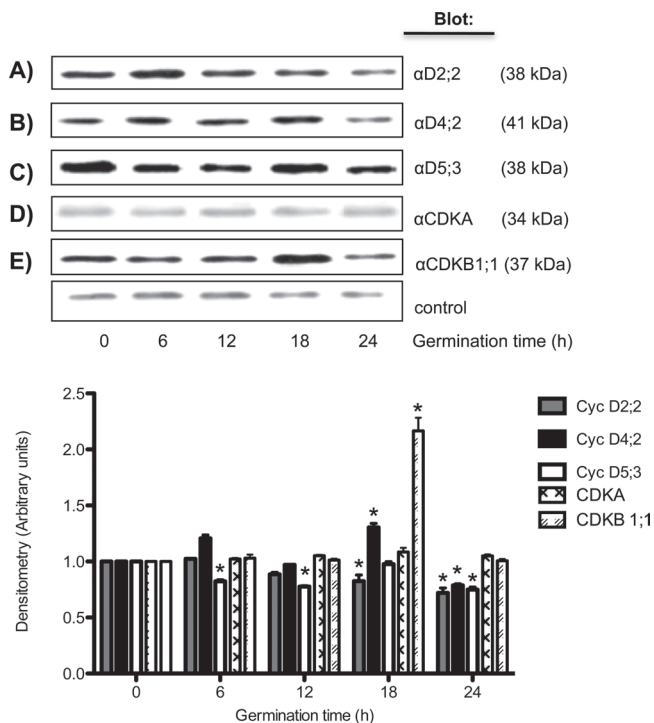 Blot:
A) αD2;2 (38 kDa)
B) αD4;2 (41 kDa)
C) αD5;3 (38 kDa)
D) αCDKA (34 kDa)
E) αCDKB1;1 (37 kDa)
control
0 6 12 18 24 Germination time (h)
Densitometry (Arbitrary units)
2.5
2.0
1.5
1.0
0.5
0.0
* * * * * * * *
0 6 12 18 24
Germination time (h)
Cyc D2;2
Cyc D4;2
Cyc D5;3
CDKA
CDKB 1;1